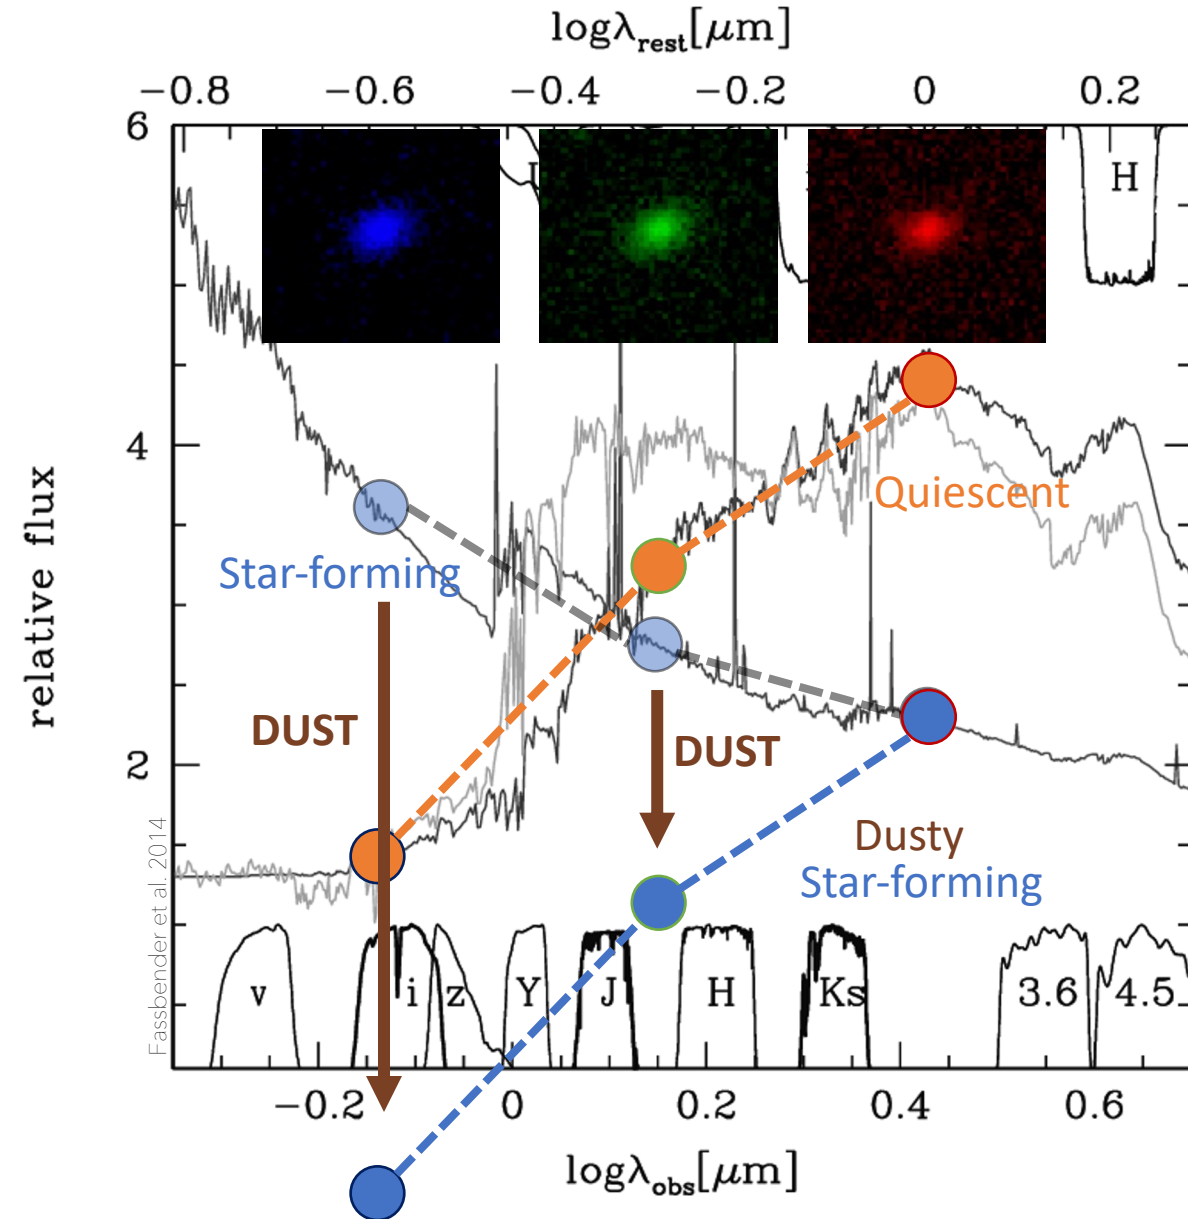 logλrest[μm]
−0.8 −0.6 −0.4 −0.2 0 0.2
6
H
4
Quiescent
Star-forming
relative flux
DUST
DUST
2
Dusty
Star-forming
Fassbender et al. 2014
v i z Y J H Ks 3.6 4.5
−0.2 0 0.2 0.4 0.6
logλobs[μm]